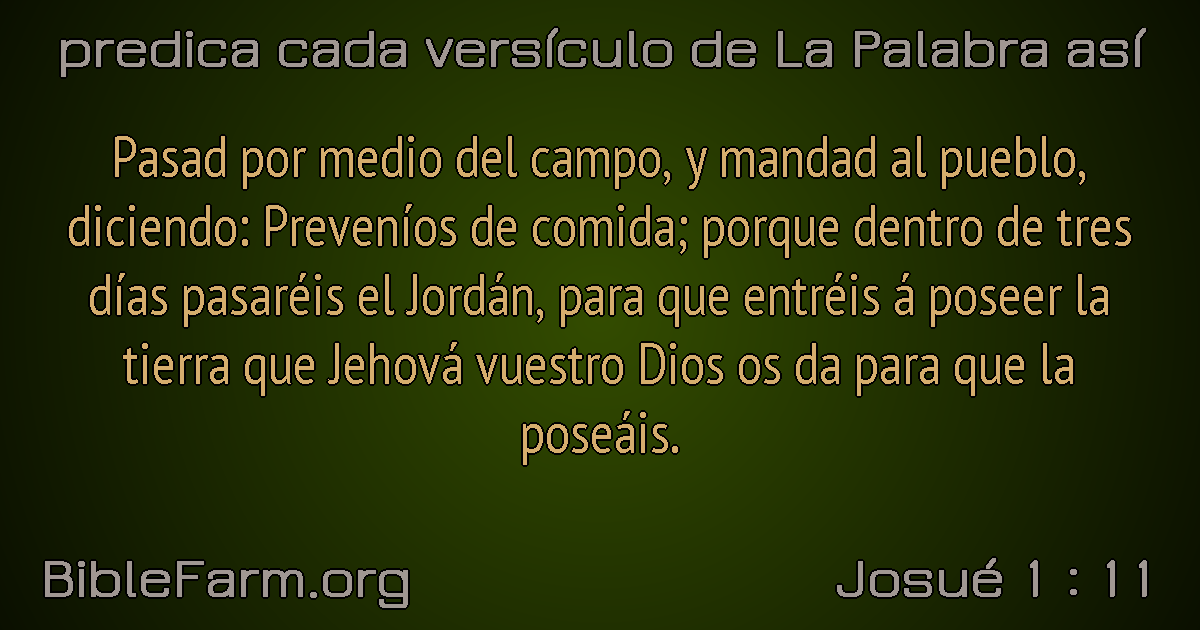 predica cada versículo de La Palabra así
Pasad por medio del campo, y mandad al pueblo,
diciendo: Preveníos de comida; porque dentro de tres
días pasaréis el Jordán, para que entréis á poseer la
tierra que Jehová vuestro Dios os da para que la
poseáis.
BibleFarm.org
Josué 1 : 11